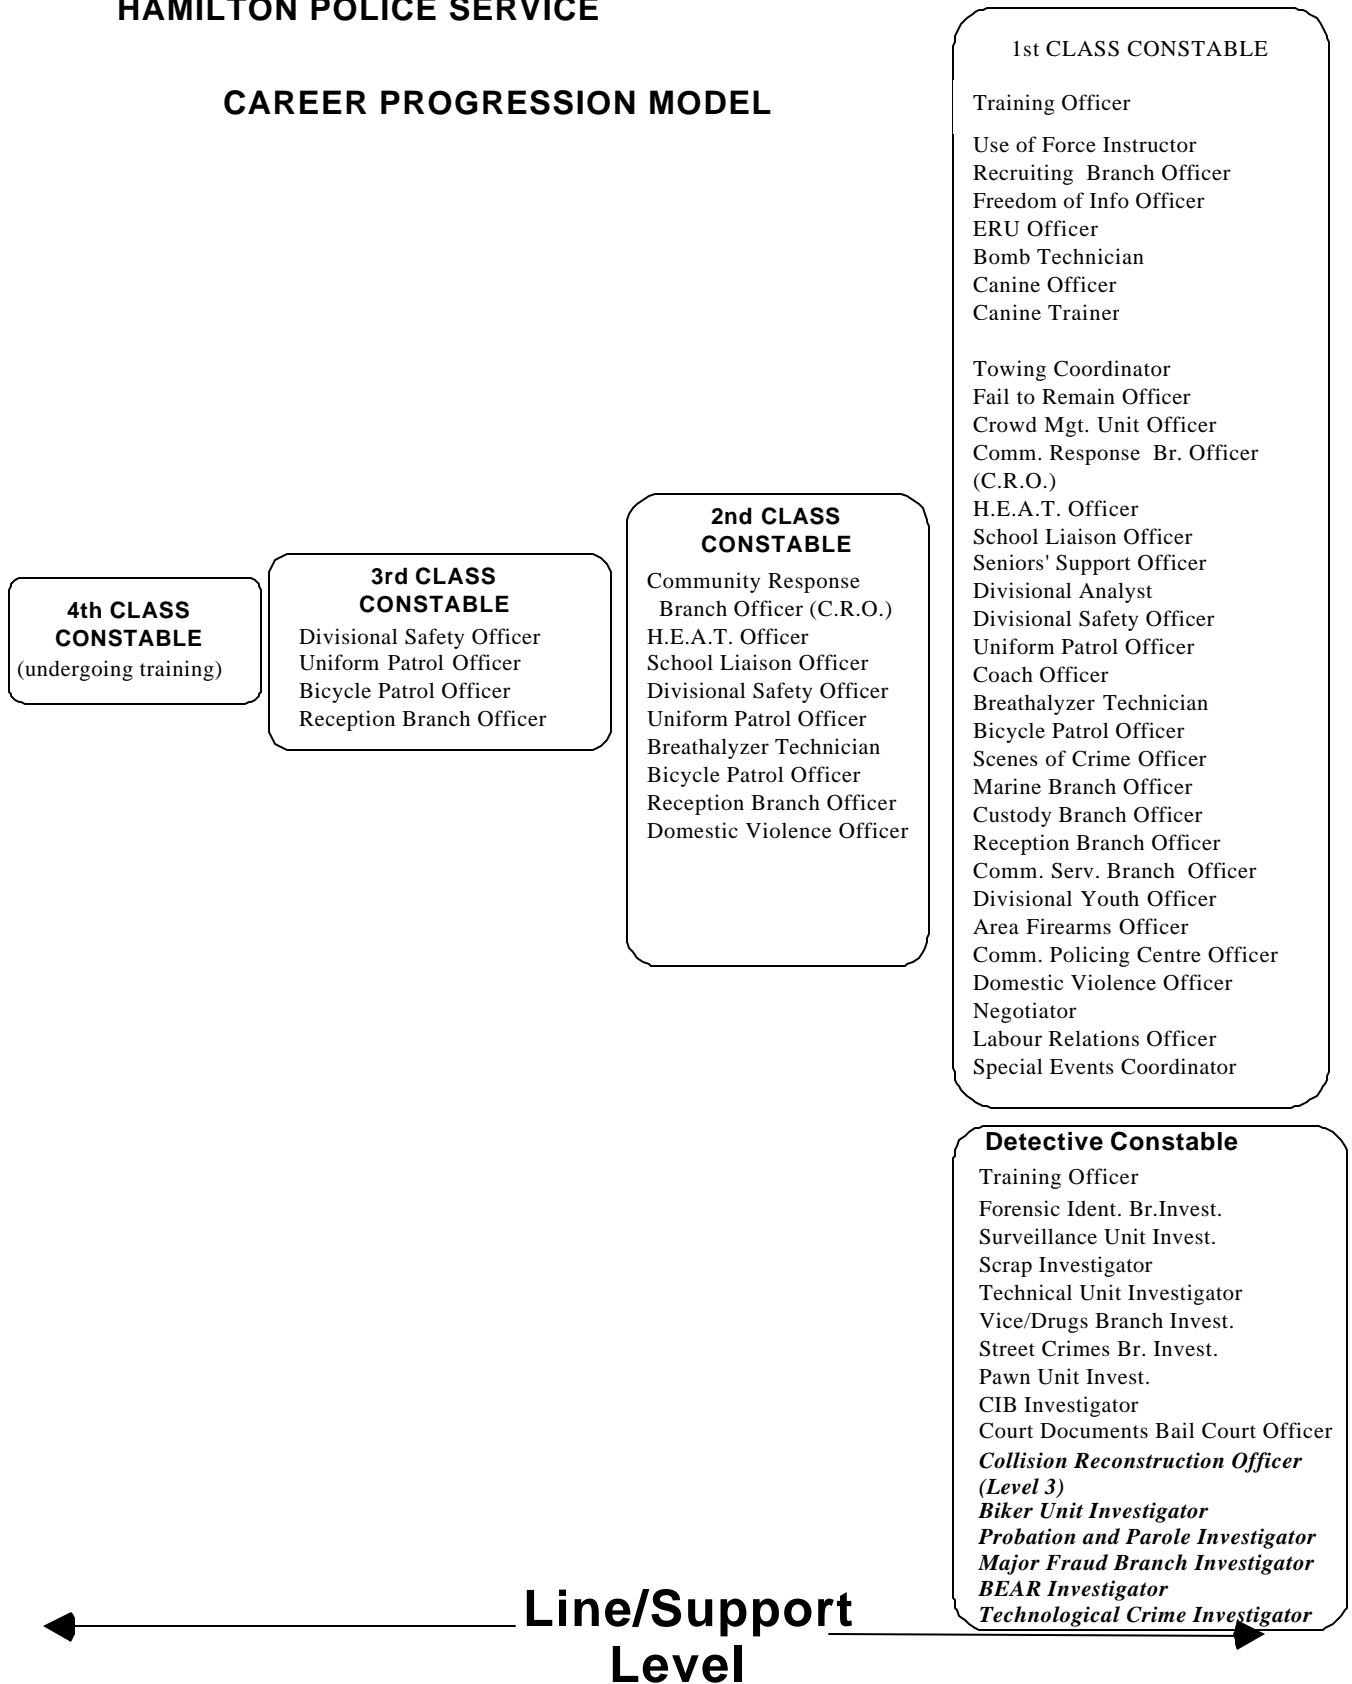 HAMILTON POLICE SERVICE
CAREER PROGRESSION MODEL
4th CLASS
CONSTABLE
(undergoing training)
3rd CLASS
CONSTABLE
Divisional Safety Officer
Uniform Patrol Officer
Bicycle Patrol Officer
Reception Branch Officer
2nd CLASS
CONSTABLE
Community Response
Branch Officer (C.R.O.)
H.E.A.T. Officer
School Liaison Officer
Divisional Safety Officer
Uniform Patrol Officer
Breathalyzer Technician
Bicycle Patrol Officer
Reception Branch Officer
Domestic Violence Officer
1st CLASS CONSTABLE
Training Officer
Use of Force Instructor
Recruiting Branch Officer
Freedom of Info Officer
ERU Officer
Bomb Technician
Canine Officer
Canine Trainer
Towing Coordinator
Fail to Remain Officer
Crowd Mgt. Unit Officer
Comm. Response Br. Officer
(C.R.O.)
H.E.A.T. Officer
School Liaison Officer
Seniors' Support Officer
Divisional Analyst
Divisional Safety Officer
Uniform Patrol Officer
Coach Officer
Breathalyzer Technician
Bicycle Patrol Officer
Scenes of Crime Officer
Marine Branch Officer
Custody Branch Officer
Reception Branch Officer
Comm. Serv. Branch Officer
Divisional Youth Officer
Area Firearms Officer
Comm. Policing Centre Officer
Domestic Violence Officer
Negotiator
Labour Relations Officer
Special Events Coordinator
Detective Constable
Training Officer
Forensic Ident. Br.Invest.
Surveillance Unit Invest.
Scrap Investigator
Technical Unit Investigator
Vice/Drugs Branch Invest.
Street Crimes Br. Invest.
Pawn Unit Invest.
CIB Investigator
Court Documents Bail Court Officer
Collision Reconstruction Officer
(Level 3)
Biker Unit Investigator
Probation and Parole Investigator
Major Fraud Branch Investigator
BEAR Investigator
Technological Crime Investigator
Line/Support
Level